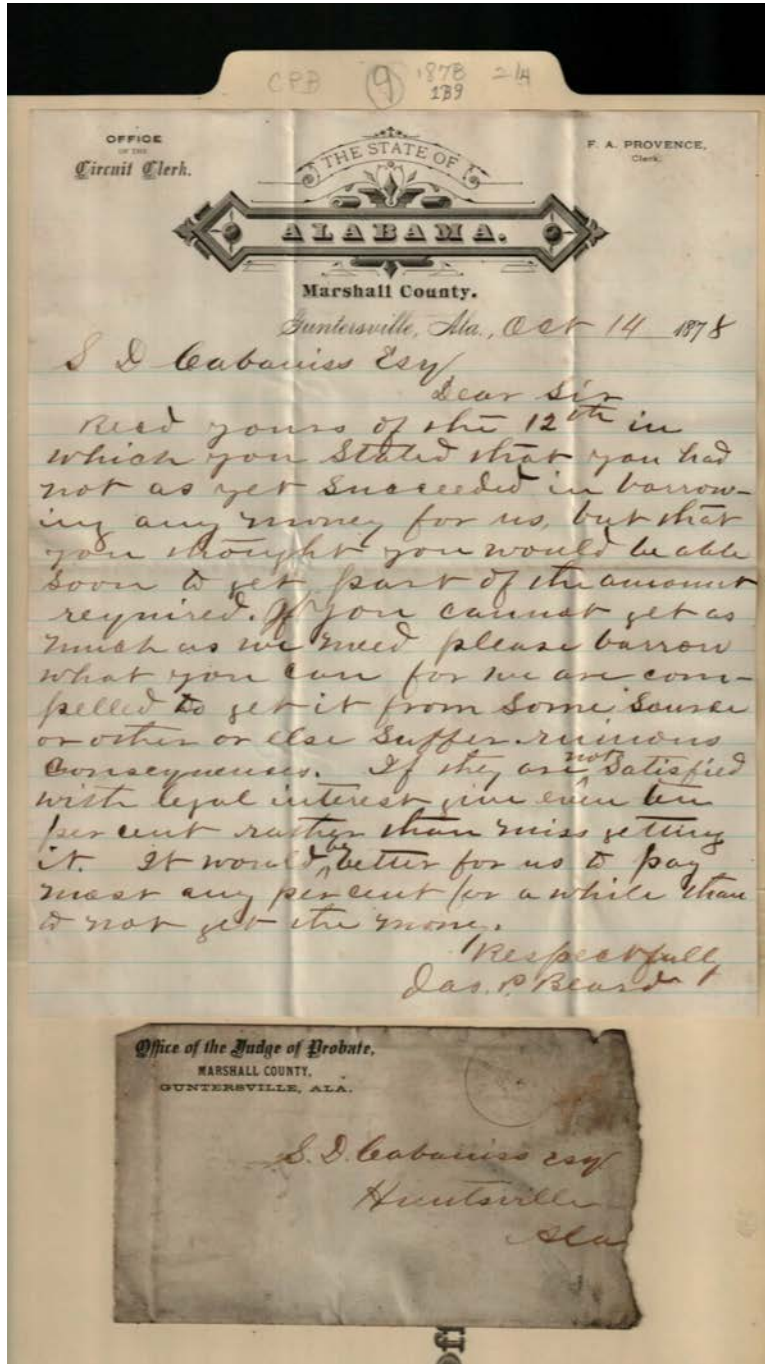 CPB 9 1878 2/4
139
OFFICE
OF THE
Circuit Clerk.
F. A. PROVENCE,
Clerk.
THE STATE OF
ALABAMA.
Marshall County.
Guntersville, Ala., Oct 14 1878
S D Cabaniss Esq
Dear Sir
Recd yours of the 12th in
which you Stated that you had
not as yet Succeeded in barrow-
ing any money for us, but that
you thought you would be able
Soon to get part of the amount
required. If you cannot get as
much as we need please barrow
what you can for we are com-
pelled to get it from Some Source
or other or else Suffer ruinous
Consequenses. If they are not Satisfied
with legal interest give even ten
per cent rather than miss getting
it. It would be better for us to pay
most any per cent for a while than
to not get the money.
Respectfully
Jas. P. Beard
Office of the Judge of Probate,
MARSHALL COUNTY,
GUNTERSVILLE, ALA.
S. D. Cabaniss Esq
Huntsville
Ala